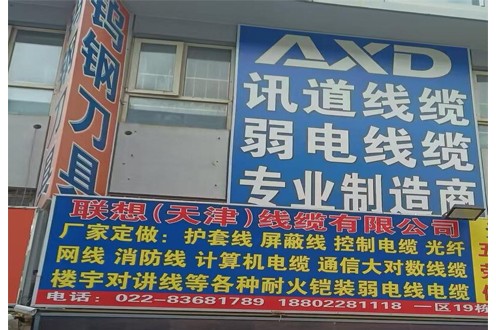 钨钢刀具
AXD
讯道线缆
弱电线缆
专业制造商
联想(天津)线缆有限公司
厂家定做：护套线 屏蔽线 控制电缆 光纤
网线 消防线 计算机电缆 通信大对数线缆
楼宇对讲线等各种耐火铠装弱电线电缆
电话：022-83681789 18802281118 一区19栋